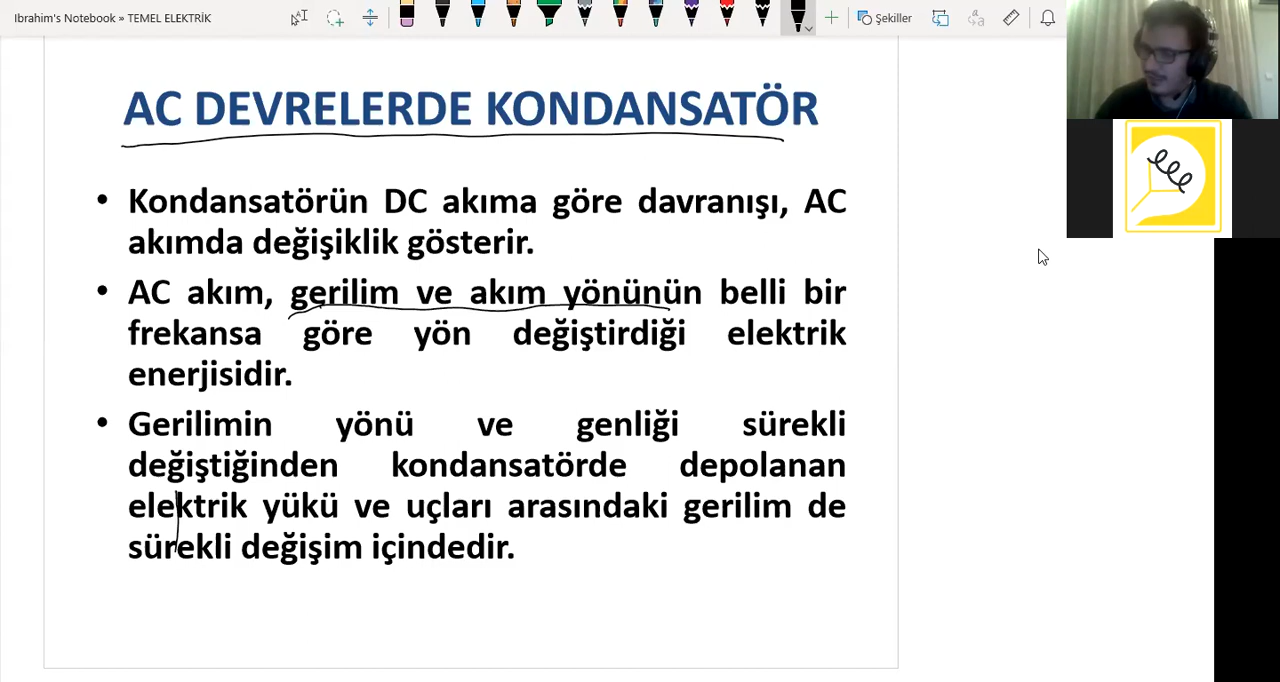 Ibrahim's Notebook » TEMEL ELEKTRİK
Şekiller
AC DEVRELERDE KONDANSATÖR
• Kondansatörün DC akıma göre davranışı, AC
akımda değişiklik gösterir.
• AC akım, gerilim ve akım yönünün belli bir
frekansa göre yön değiştirdiği elektrik
enerjisidir.
• Gerilimin yönü ve genliği sürekli
değiştiğinden kondansatörde depolanan
elektrik yükü ve uçları arasındaki gerilim de
sürekli değişim içindedir.